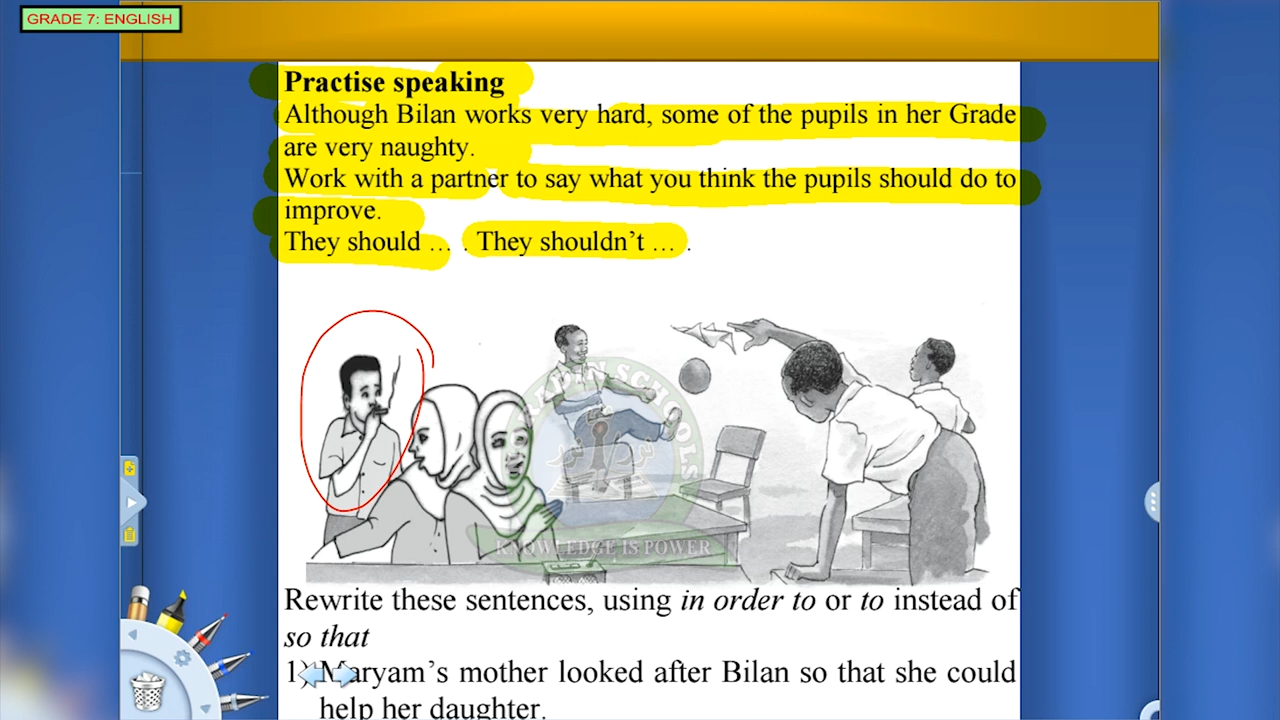 GRADE 7: ENGLISH
Practise speaking
Although Bilan works very hard, some of the pupils in her Grade
are very naughty.
Work with a partner to say what you think the pupils should do to
improve.
They should … . They shouldn’t … .
SCHOOLS
KNOWLEDGE IS POWER
Rewrite these sentences, using in order to or to instead of
so that
1) Maryam’s mother looked after Bilan so that she could
help her daughter.